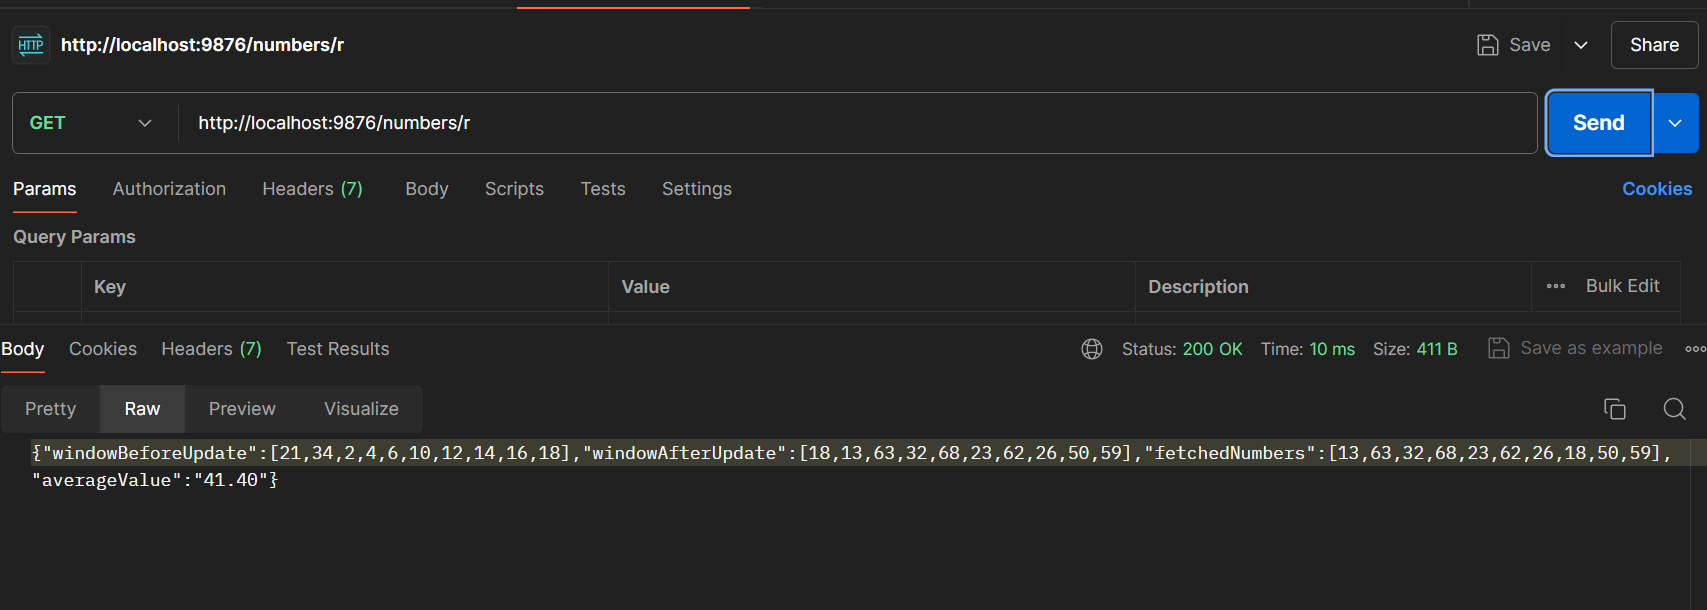 HTTP http://localhost:9876/numbers/r Save Share
GET http://localhost:9876/numbers/r Send
Params Authorization Headers (7) Body Scripts Tests Settings Cookies
Query Params
Key Value Description Bulk Edit
Body Cookies Headers (7) Test Results Status: 200 OK Time: 10 ms Size: 411 B Save as example
Pretty Raw Preview Visualize
{"windowBeforeUpdate":[21,34,2,4,6,10,12,14,16,18],"windowAfterUpdate":[18,13,63,32,68,23,62,26,50,59],"fetchedNumbers":[13,63,32,68,23,62,26,18,50,59],
"averageValue":"41.40"}